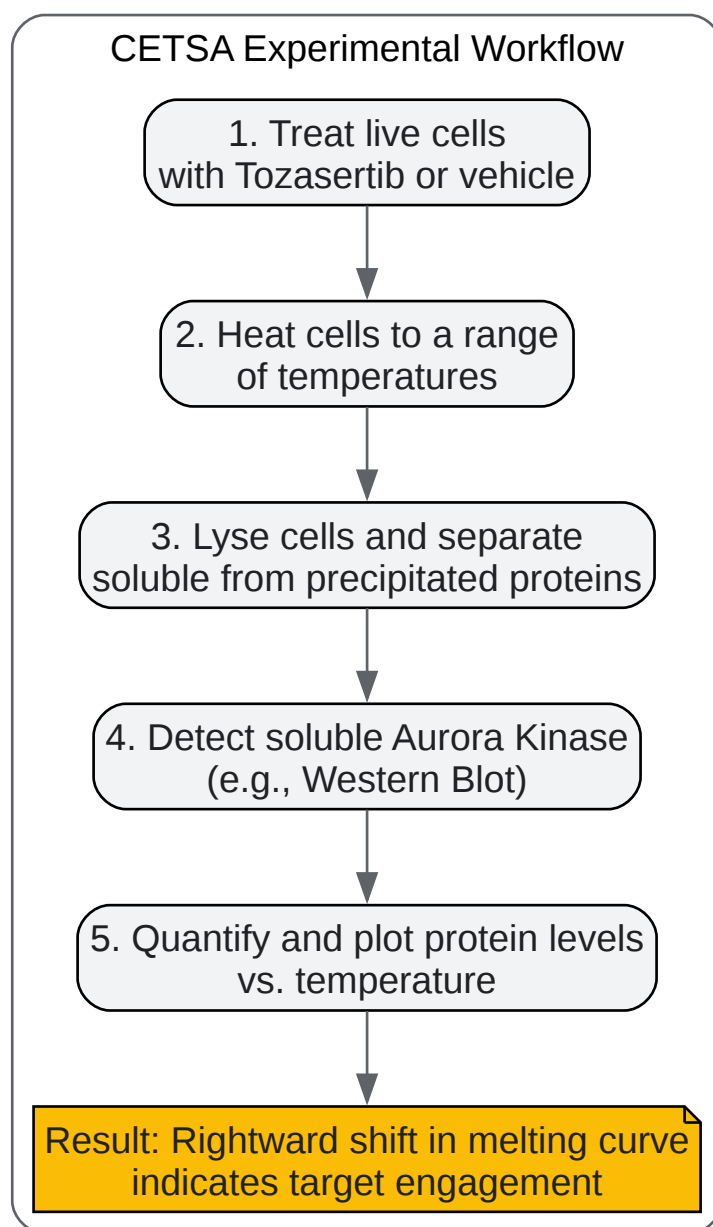 CETSA Experimental Workflow
1. Treat live cells
with Tozasertib or vehicle
2. Heat cells to a range
of temperatures
3. Lyse cells and separate
soluble from precipitated proteins
4. Detect soluble Aurora Kinase
(e.g., Western Blot)
5. Quantify and plot protein levels
vs. temperature
Result: Rightward shift in melting curve
indicates target engagement